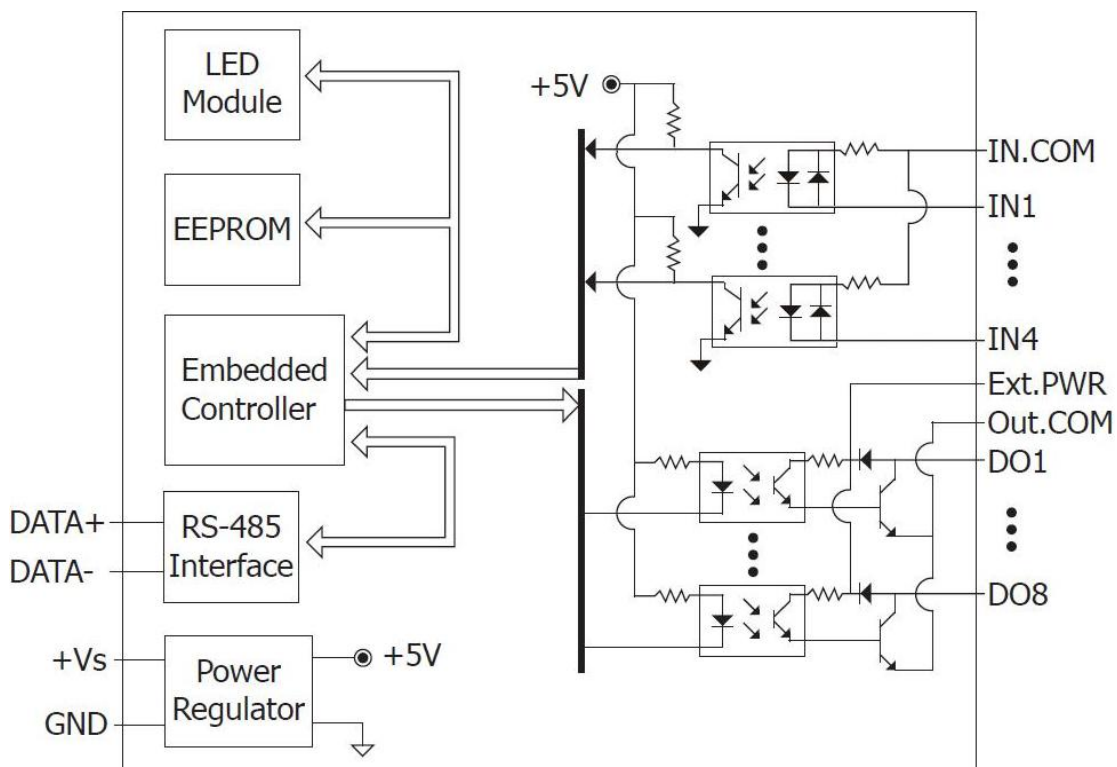 LED
Module
EEPROM
Embedded
Controller
RS-485
Interface
DATA+
DATA-
Power
Regulator
+Vs
GND
+5V
+5V
IN.COM
IN1
IN4
Ext.PWR
Out.COM
DO1
DO8